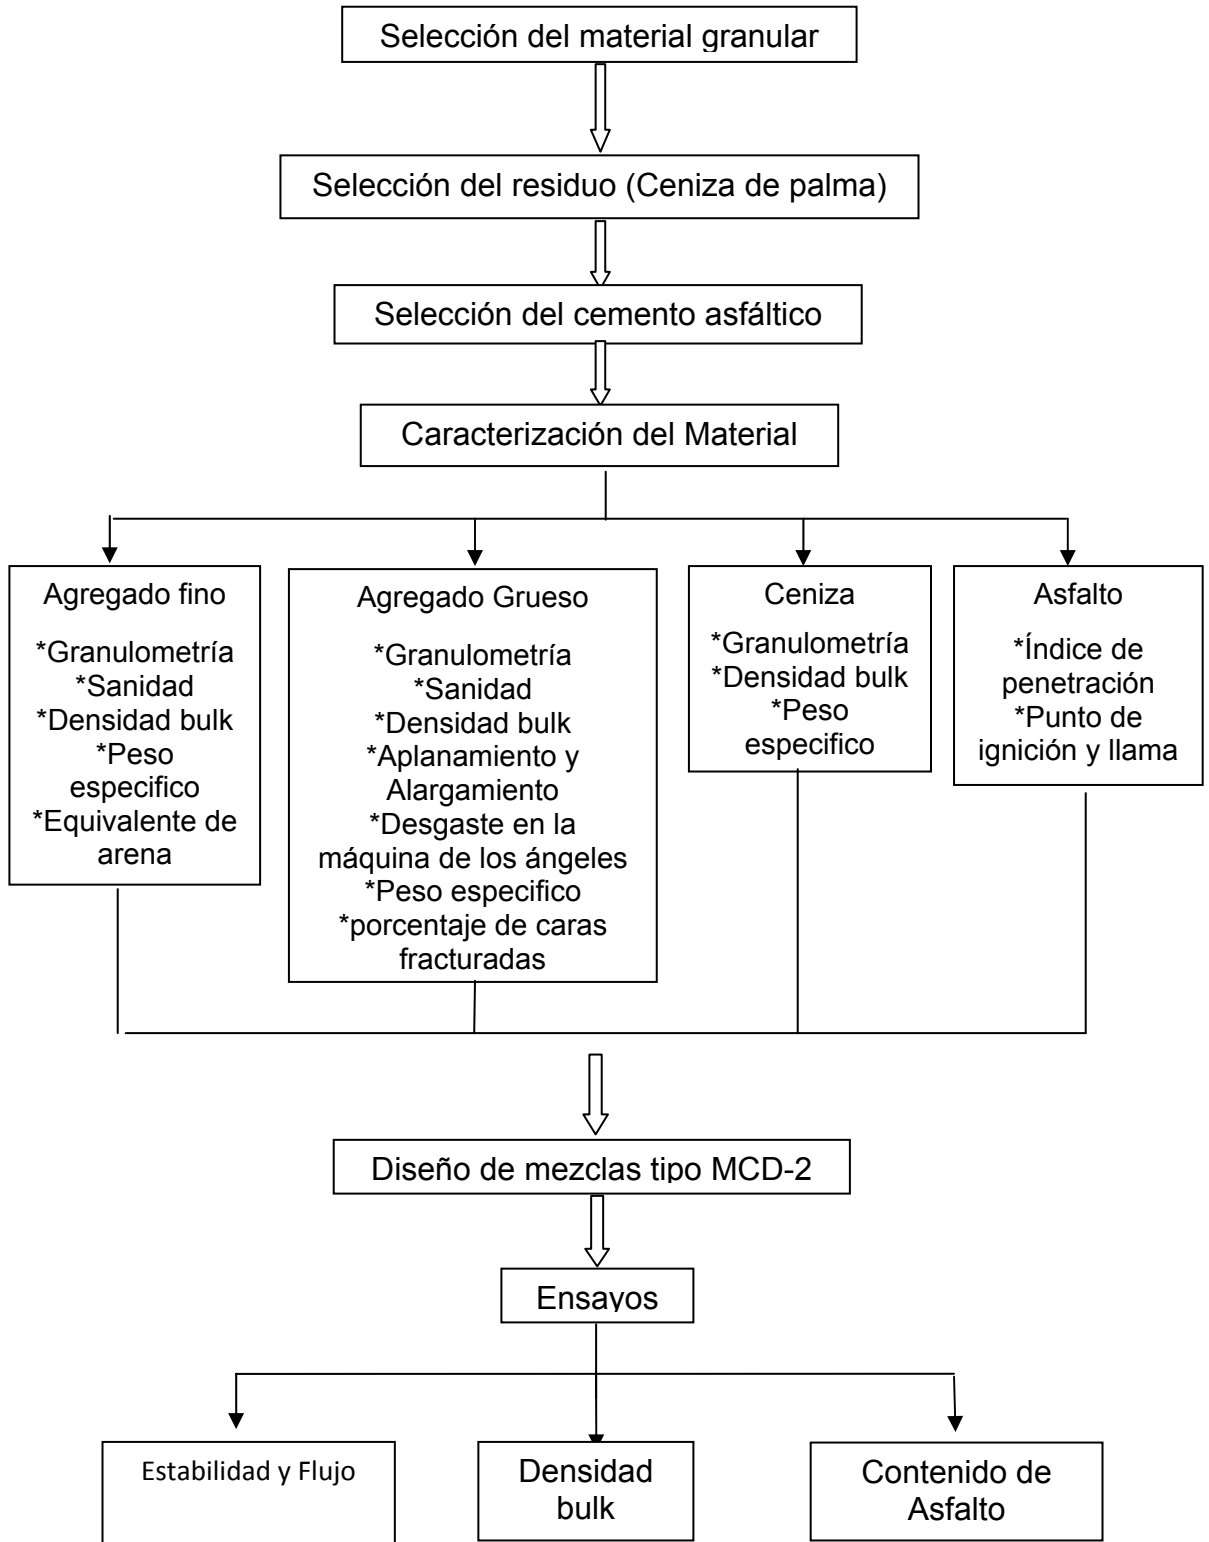 Selección del material granular
Selección del residuo (Ceniza de palma)
Selección del cemento asfáltico
Caracterización del Material
Agregado fino
*Granulometría
*Sanidad
*Densidad bulk
*Peso
especifico
*Equivalente de
arena
Agregado Grueso
*Granulometría
*Sanidad
*Densidad bulk
*Aplanamiento y
Alargamiento
*Desgaste en la
máquina de los ángeles
*Peso especifico
*porcentaje de caras
fracturadas
Ceniza
*Granulometría
*Densidad bulk
*Peso
especifico
Asfalto
*Índice de
penetración
*Punto de
ignición y llama
Diseño de mezclas tipo MCD-2
Ensayos
Estabilidad y Flujo
Densidad
bulk
Contenido de
Asfalto